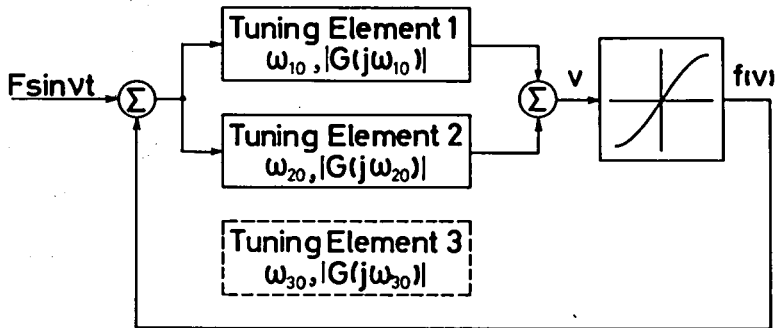 Tuning Element 1
ω₁₀,|G(jω₁₀)|
Fsinνt
Σ
Σ
v
f(v)
Tuning Element 2
ω₂₀,|G(jω₂₀)|
Tuning Element 3
ω₃₀,|G(jω₃₀)|